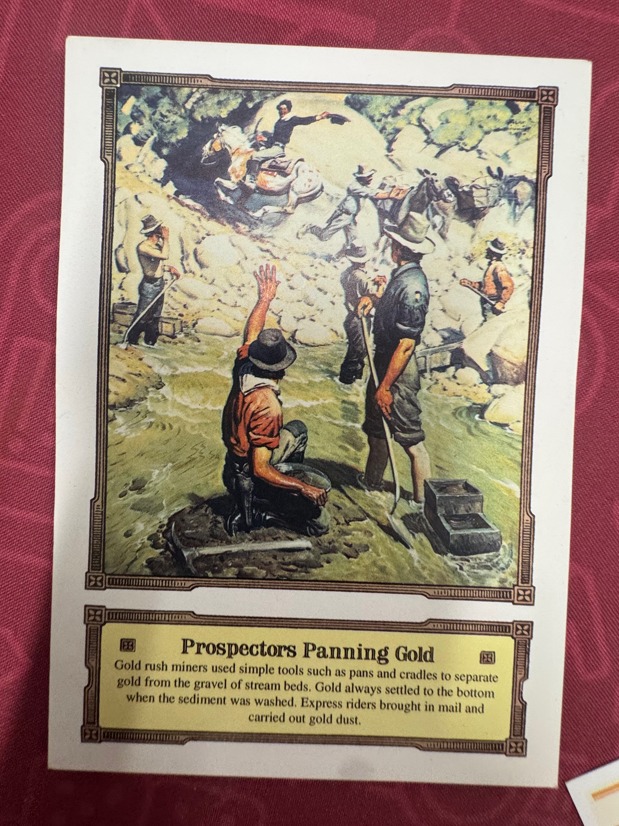 Prospectors Panning Gold
Gold rush miners used simple tools such as pans and cradles to separate
gold from the gravel of stream beds. Gold always settled to the bottom
when the sediment was washed. Express riders brought in mail and
carried out gold dust.